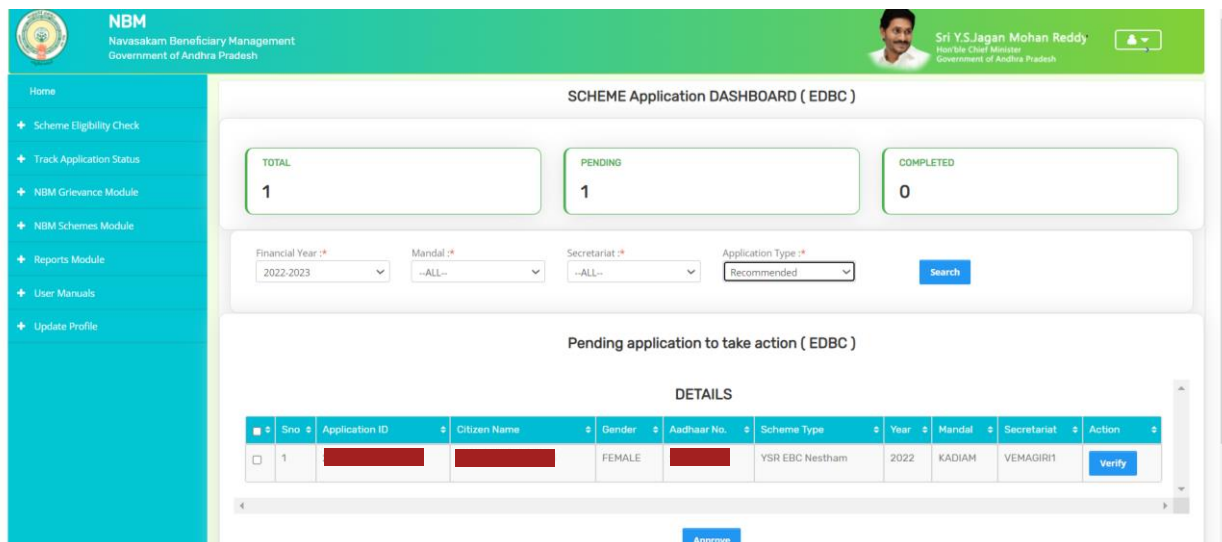 NBM
Navasakam Beneficiary Management
Government of Andhra Pradesh
Sri Y.S.Jagan Mohan Reddy
Hon'ble Chief Minister
Government of Andhra Pradesh
Home
Scheme Eligibility Check
Track Application Status
NBM Grievance Module
NBM Schemes Module
Reports Module
User Manuals
Update Profile
SCHEME Application DASHBOARD ( EDBC )
TOTAL
1
PENDING
1
COMPLETED
0
Financial Year :* Mandal :* Secretariat :* Application Type :*
2022-2023 --ALL-- --ALL-- Recommended Search
Pending application to take action ( EDBC )
DETAILS
Sno Application ID Citizen Name Gender Aadhaar No. Scheme Type Year Mandal Secretariat Action
1 FEMALE YSR EBC Nestham 2022 KADIAM VEMAGIRI1 Verify
Approve